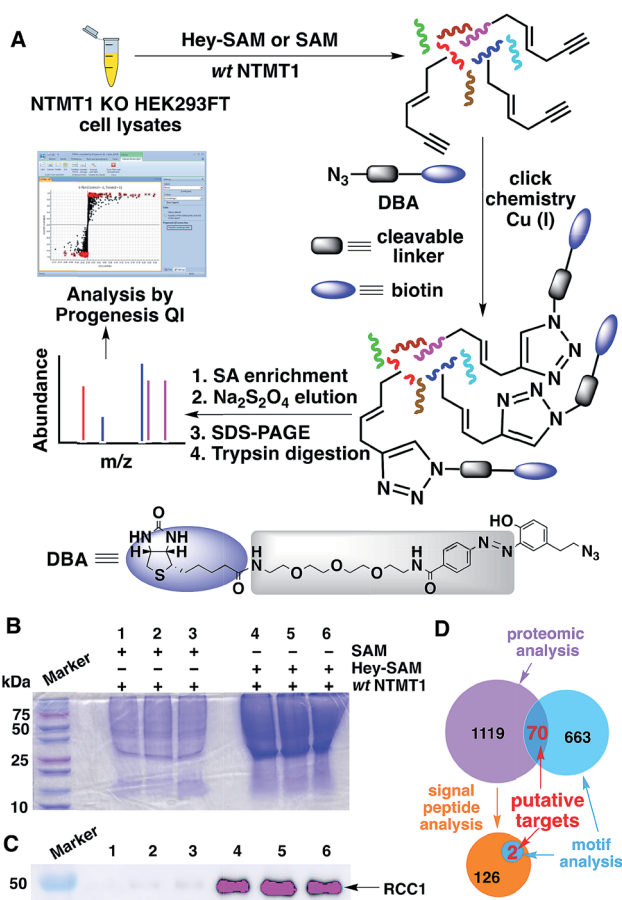 A
Hey-SAM or SAM
wt NTMT1
NTMT1 KO HEK293FT
cell lysates
N3
DBA
click
chemistry
Cu (I)
cleavable
linker
biotin
Analysis by
Progenesis QI
N
N
N
N
N
N
Abundance
m/z
1. SA enrichment
2. Na2S2O4 elution
3. SDS-PAGE
4. Trypsin digestion
N
N
N
DBA
O
HN
NH
H
H
S
O
H
N
O
O
O
H
N
O
N
N
HO
N3
B
Marker
1 2 3 4 5 6
+ + + – – – SAM
– – – + + + Hey-SAM
+ + + + + + wt NTMT1
kDa
75
50
25
10
C
Marker
1 2 3 4 5 6
50
RCC1
D
proteomic
analysis
1119
70
663
signal
peptide
analysis
putative
targets
motif
analysis
2
126